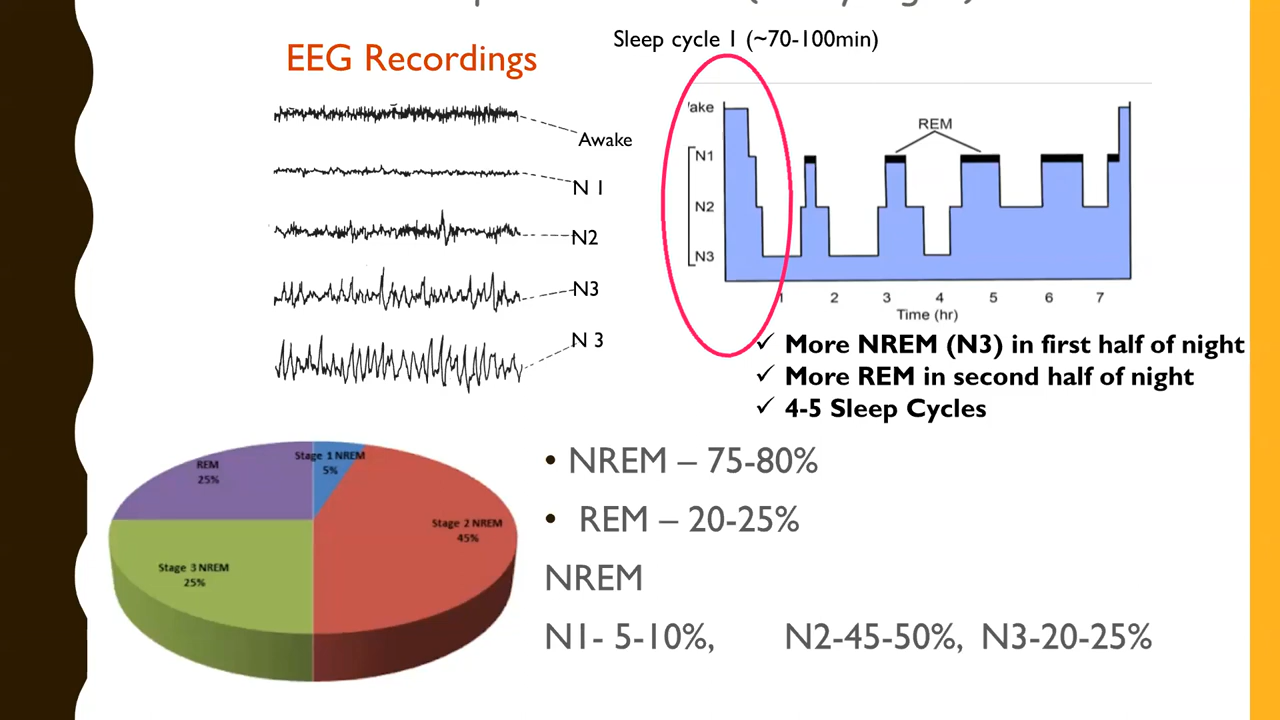 EEG Recordings
Sleep cycle 1 (~70-100min)
Awake
N 1
N2
N3
N 3
REM
N1
N2
N3
1 2 3 4 5 6 7
Time (hr)
✓ More NREM (N3) in first half of night
✓ More REM in second half of night
✓ 4-5 Sleep Cycles
REM
25%
Stage 1 NREM
5%
Stage 2 NREM
45%
Stage 3 NREM
25%
• NREM – 75-80%
• REM – 20-25%
NREM
N1- 5-10%, N2-45-50%, N3-20-25%